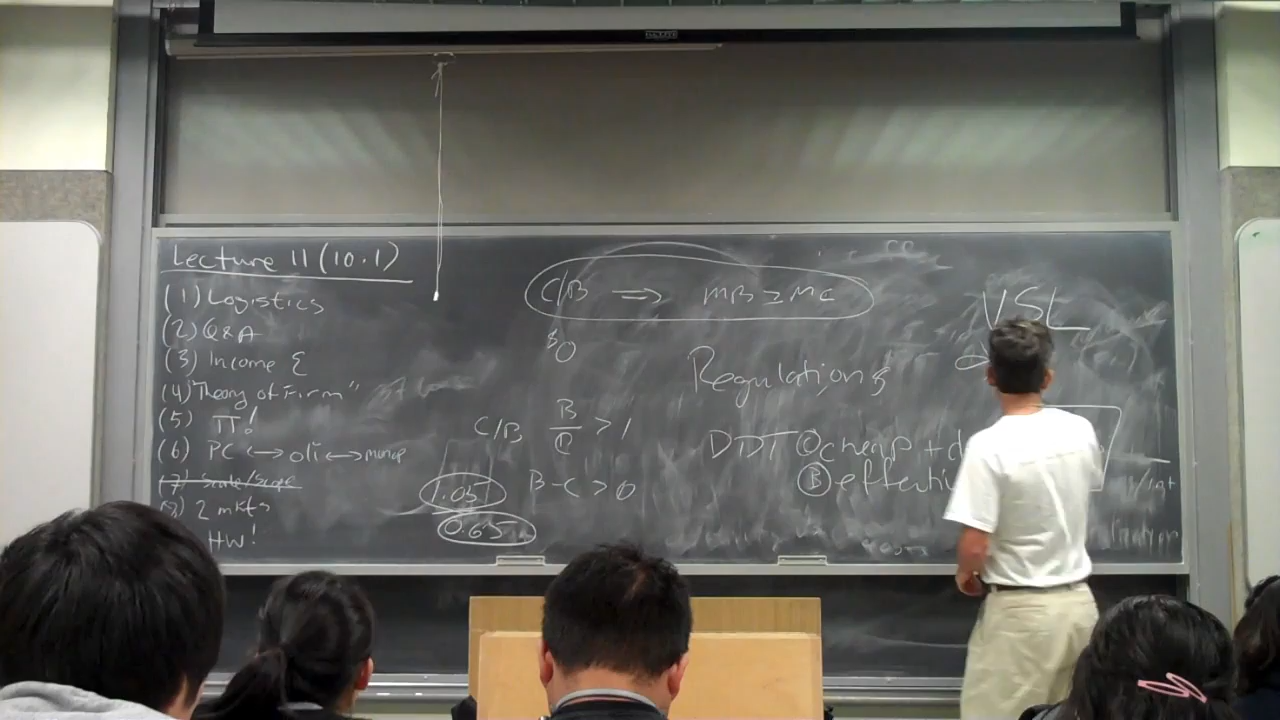 Lecture 11 (10.1)
(1) Logistics
(2) Q&A
(3) Income Σ
(4) "Theory of Firm"
(5) π!
(6) PC ⟷ oli ⟷ monop
(7) Scale/Scope
(8) 2 mkts
HW!
C/B ⇒ MB ≥ MC
$0
C/B B/C > 1
B-C > 0
1.05
0.65
Regulations
DDT Ⓐ cheap +
Ⓑ effecti
VSL